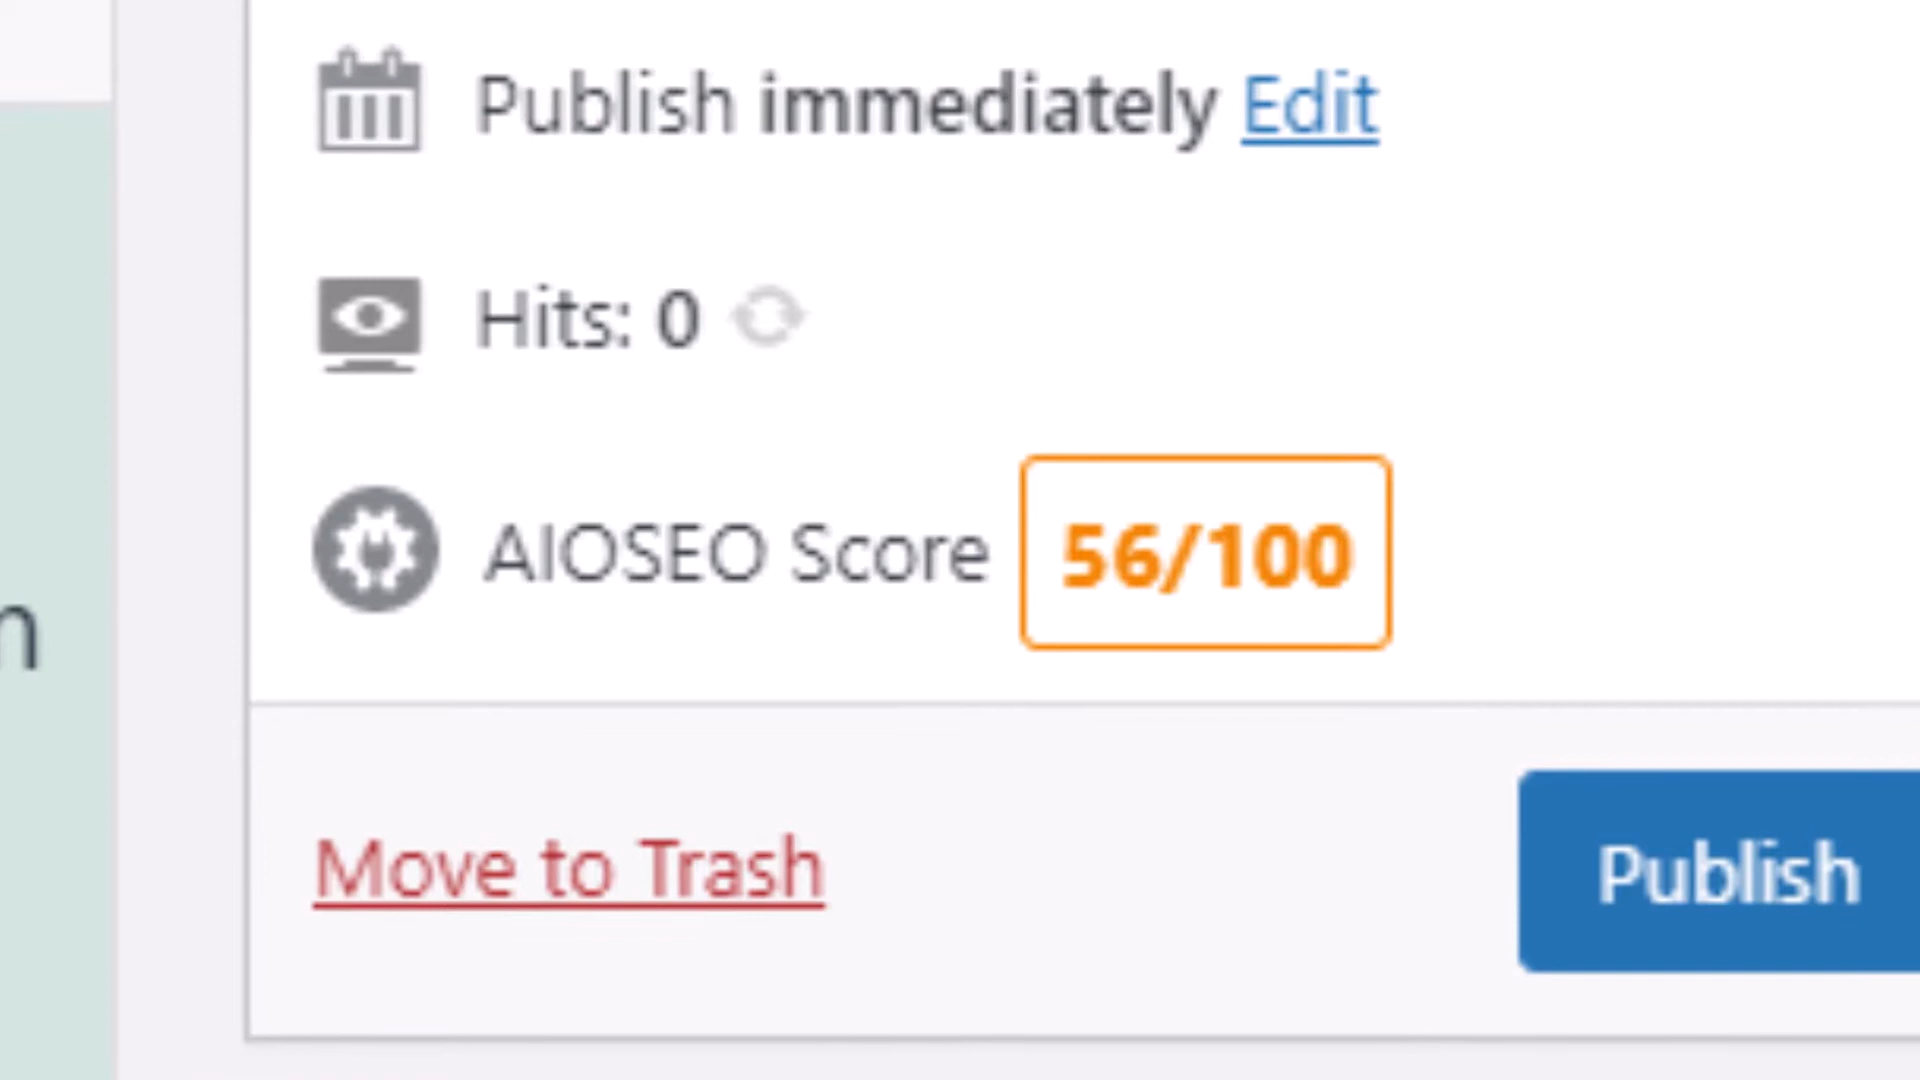 Publish immediately Edit
Hits: 0
AIOSEO Score 56/100
n
Move to Trash
Publish